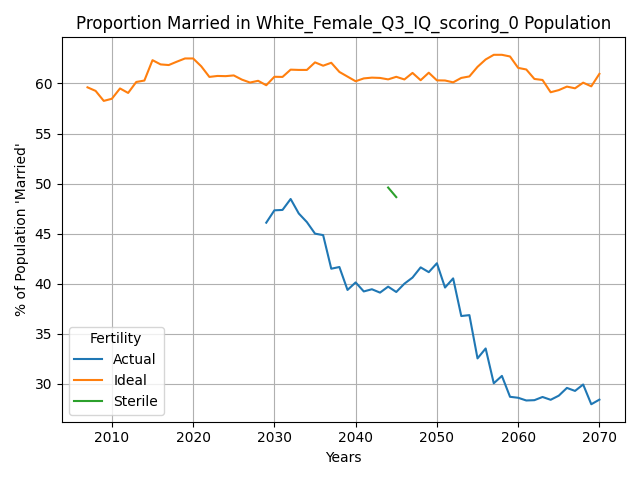 Proportion Married in White_Female_Q3_IQ_scoring_0 Population
% of Population 'Married'
60
55
50
45
40
35
30
Fertility
Actual
Ideal
Sterile
2010 2020 2030 2040 2050 2060 2070
Years